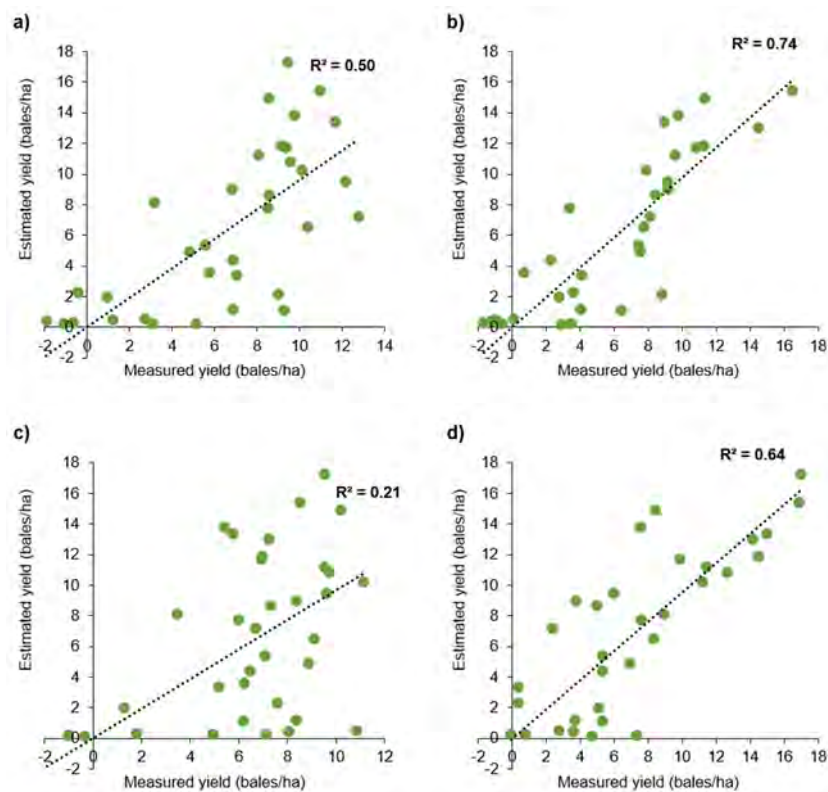 a)
R² = 0.50
18
16
14
12
10
8
6
4
2
0
-2
-2 0 2 4 6 8 10 12 14
Estimated yield (bales/ha)
Measured yield (bales/ha)
b)
R² = 0.74
18
16
14
12
10
8
6
4
2
0
-2
-2 0 2 4 6 8 10 12 14 16 18
Estimated yield (bales/ha)
Measured yield (bales/ha)
c)
R² = 0.21
18
16
14
12
10
8
6
4
2
0
-2
-2 0 2 4 6 8 10 12
Estimated yield (bales/ha)
Measured yield (bales/ha)
d)
R² = 0.64
18
16
14
12
10
8
6
4
2
0
-2
0 2 4 6 8 10 12 14 16 18
Estimated yield (bales/ha)
Measured yield (bales/ha)